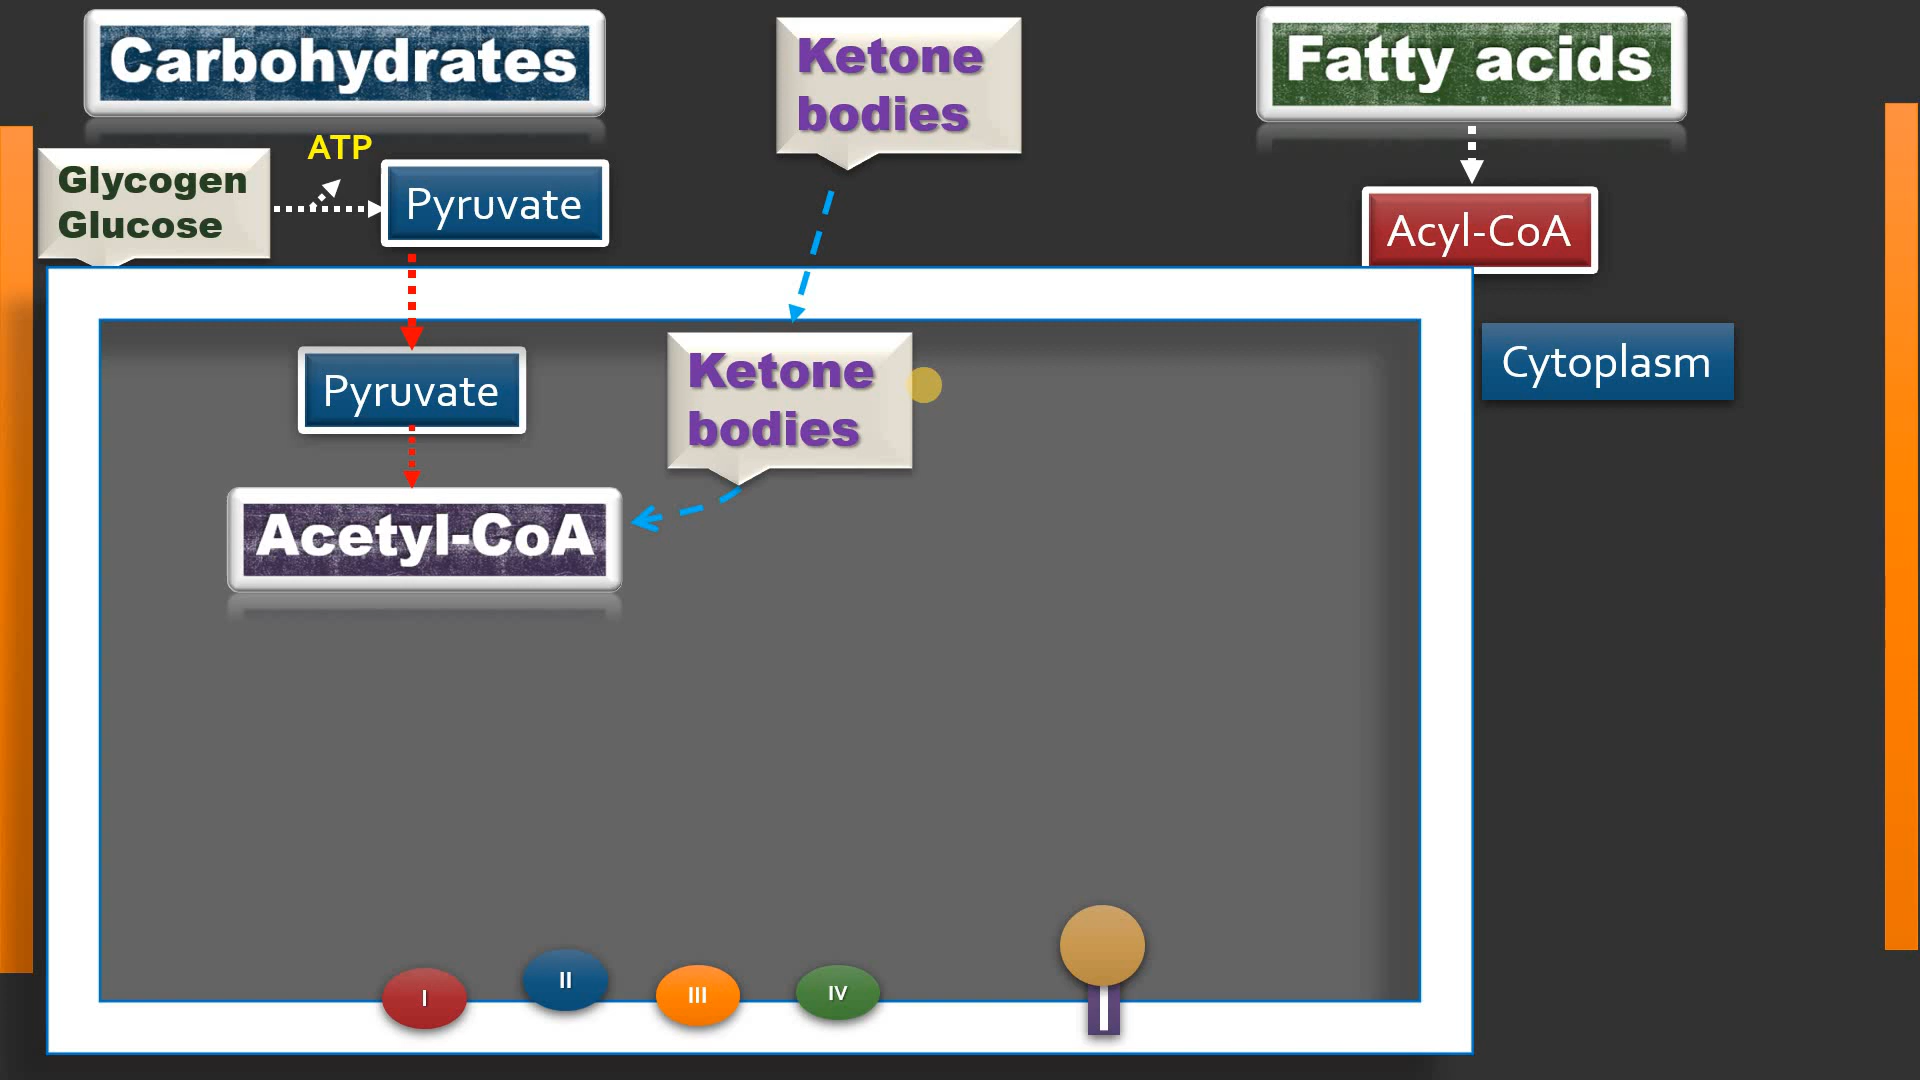 Carbohydrates
Ketone
bodies
Fatty acids
ATP
Glycogen
Glucose
Pyruvate
Acyl-CoA
Pyruvate
Ketone
bodies
Cytoplasm
Acetyl-CoA
I
II
III
IV